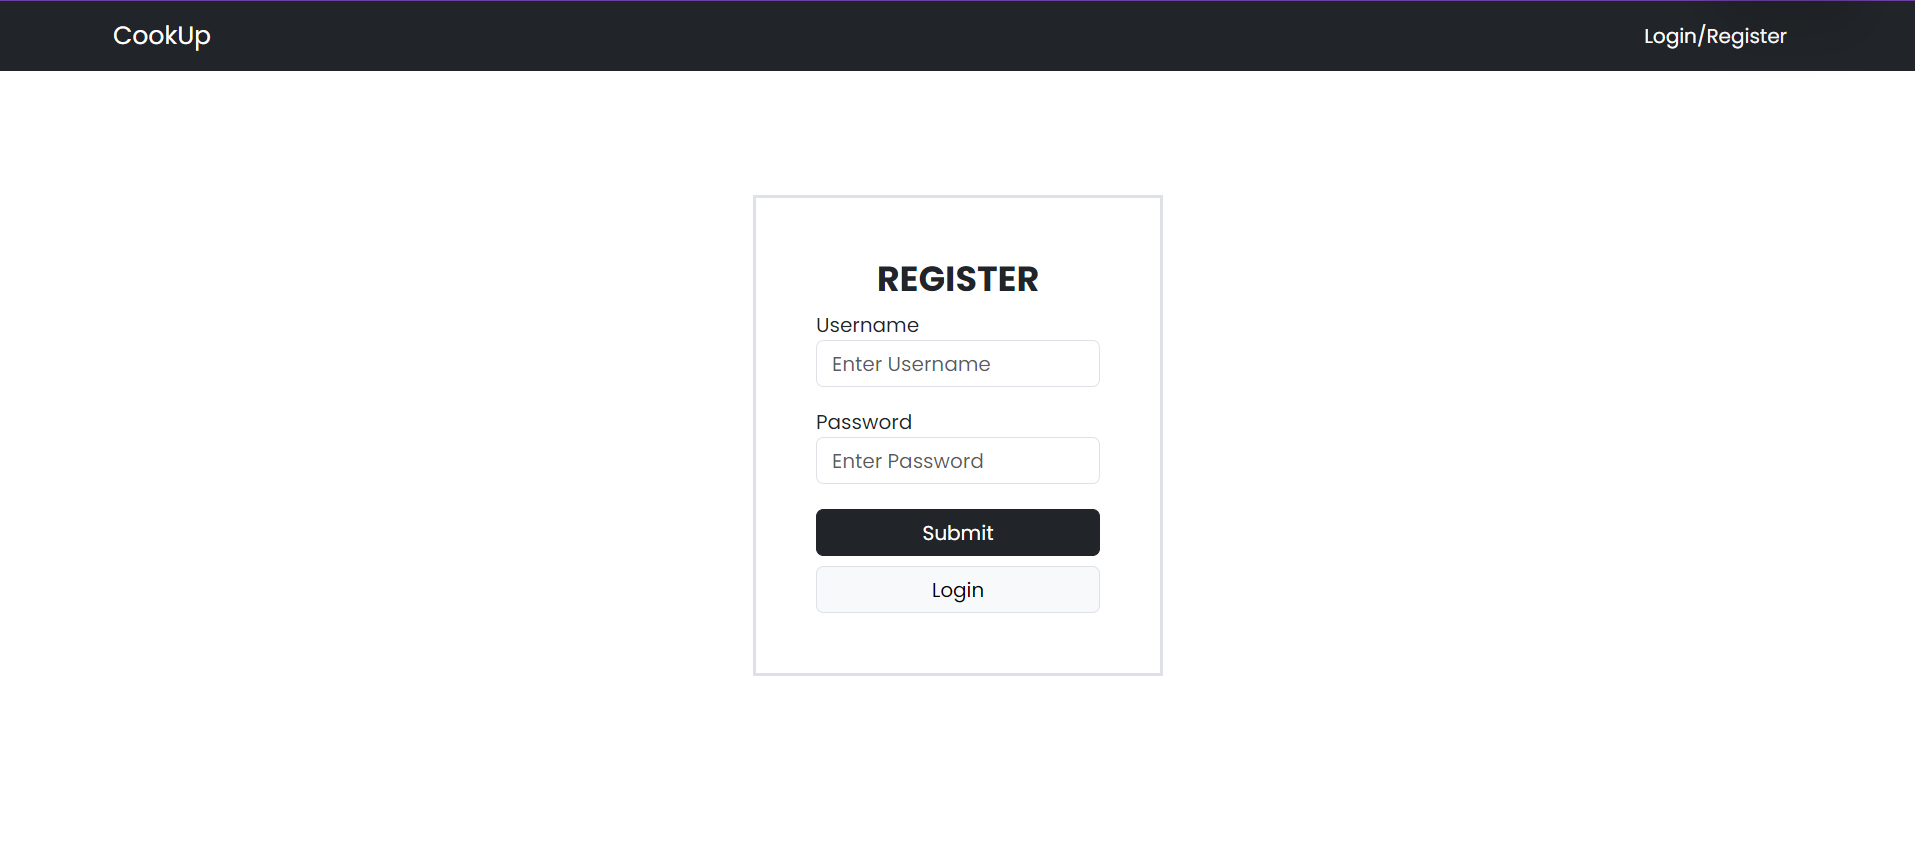 CookUp
Login/Register
REGISTER
Username
Enter Username
Password
Enter Password
Submit
Login